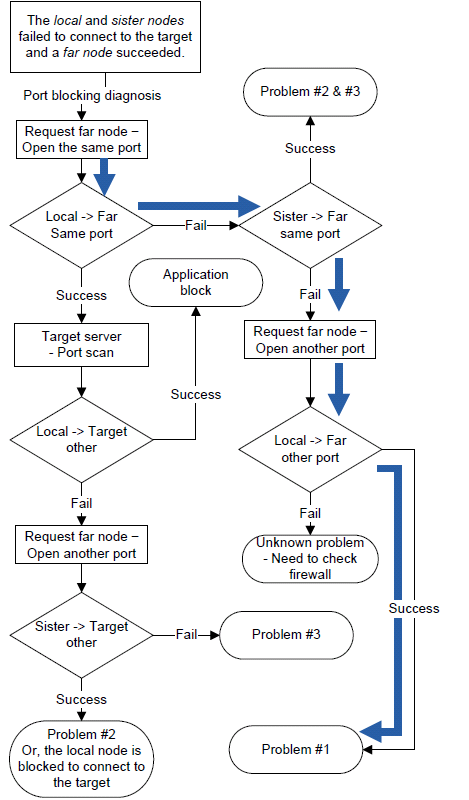 The local and sister nodes
failed to connect to the target
and a far node succeeded.
Port blocking diagnosis
Request far node –
Open the same port
Local -> Far
Same port
Fail
Sister -> Far
same port
Success
Problem #2 & #3
Success
Target server
- Port scan
Local -> Target
other
Success
Application
block
Fail
Request far node –
Open another port
Sister -> Target
other
Fail
Problem #3
Success
Problem #2
Or, the local node is
blocked to connect to
the target
Fail
Request far node –
Open another port
Local -> Far
other port
Fail
Unknown problem
- Need to check
firewall
Success
Problem #1